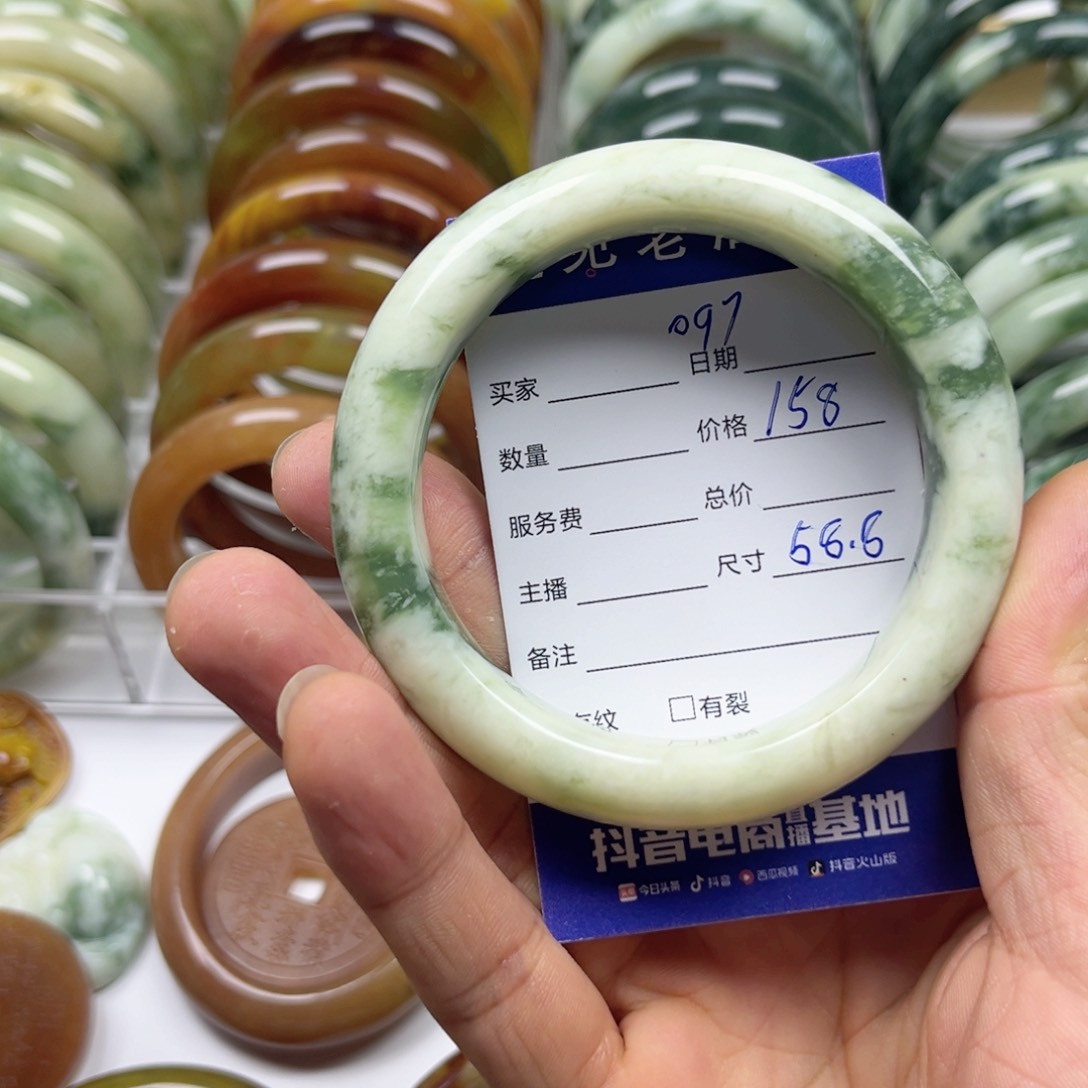 老
097
买家 日期
数量 价格 158
服务费 总价
主播 尺寸 56.6
备注
纹 □有裂
抖音电商直播基地
今日头条 抖音 西瓜视频 抖音火山版